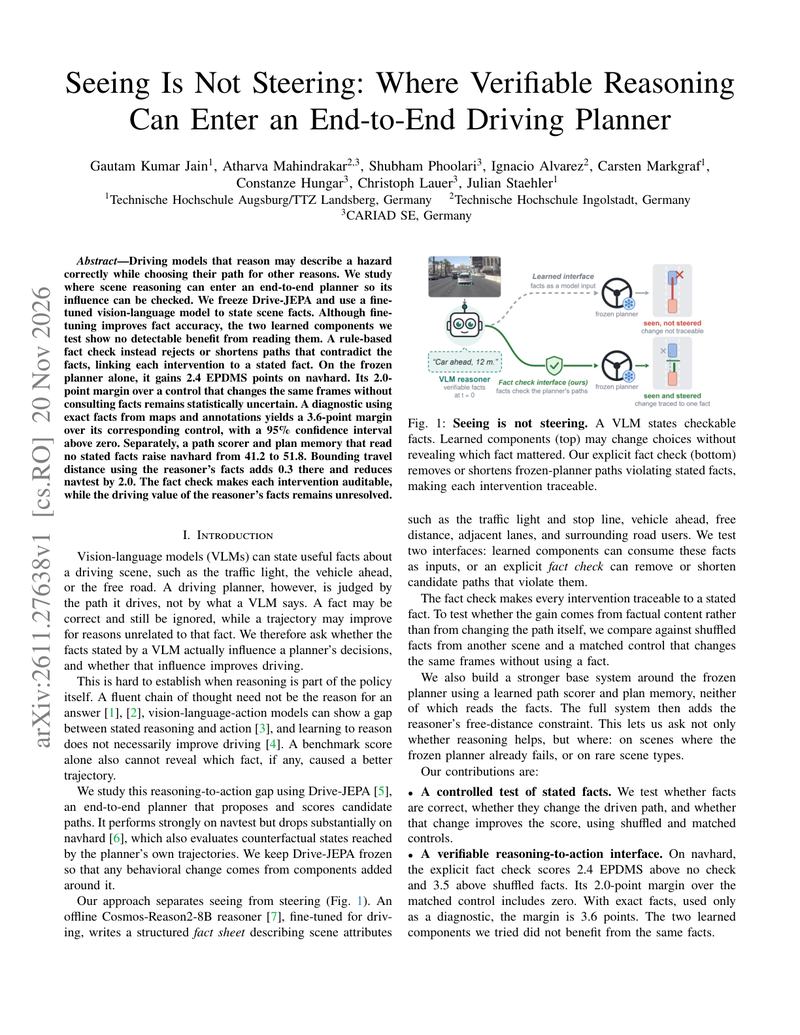 Seeing Is Not Steering: Where Verifiable Reasoning
Can Enter an End-to-End Driving Planner
Gautam Kumar Jain1, Atharva Mahindrakar2,3, Shubham Phoolari3, Ignacio Alvarez2, Carsten Markgraf1,
Constanze Hungar3, Christoph Lauer3, Julian Staehler1
1Technische Hochschule Augsburg/TTZ Landsberg, Germany 2Technische Hochschule Ingolstadt, Germany
3CARIAD SE, Germany
arXiv:2611.27638v1 [cs.RO] 20 Nov 2026
Abstract—Driving models that reason may describe a hazard
correctly while choosing their path for other reasons. We study
where scene reasoning can enter an end-to-end planner so its
influence can be checked. We freeze Drive-JEPA and use a fine-
tuned vision-language model to state scene facts. Although fine-
tuning improves fact accuracy, the two learned components we
test show no detectable benefit from reading them. A rule-based
fact check instead rejects or shortens paths that contradict the
facts, linking each intervention to a stated fact. On the frozen
planner alone, it gains 2.4 EPDMS points on navhard. Its 2.0-
point margin over a control that changes the same frames without
consulting facts remains statistically uncertain. A diagnostic using
exact facts from maps and annotations yields a 3.6-point margin
over its corresponding control, with a 95% confidence interval
above zero. Separately, a path scorer and plan memory that read
no stated facts raise navhard from 41.2 to 51.8. Bounding travel
distance using the reasoner's facts adds 0.3 there and reduces
navtest by 2.0. The fact check makes each intervention auditable,
while the driving value of the reasoner's facts remains unresolved.
I. INTRODUCTION
Vision-language models (VLMs) can state useful facts about
a driving scene, such as the traffic light, the vehicle ahead,
or the free road. A driving planner, however, is judged by
the path it drives, not by what a VLM says. A fact may be
correct and still be ignored, while a trajectory may improve
for reasons unrelated to that fact. We therefore ask whether the
facts stated by a VLM actually influence a planner's decisions,
and whether that influence improves driving.
This is hard to establish when reasoning is part of the policy
itself. A fluent chain of thought need not be the reason for an
answer [1], [2], vision-language-action models can show a gap
between stated reasoning and action [3], and learning to reason
does not necessarily improve driving [4]. A benchmark score
alone also cannot reveal which fact, if any, caused a better
trajectory.
We study this reasoning-to-action gap using Drive-JEPA [5],
an end-to-end planner that proposes and scores candidate
paths. It performs strongly on navtest but drops substantially on
navhard [6], which also evaluates counterfactual states reached
by the planner's own trajectories. We keep Drive-JEPA frozen
so that any behavioral change comes from components added
around it.
Our approach separates seeing from steering (Fig. 1). An
offline Cosmos-Reason2-8B reasoner [7], fine-tuned for driv-
ing, writes a structured fact sheet describing scene attributes
Learned interface
facts as a model input
frozen planner
seen, not steered
change not traceable
"Car ahead, 12 m."
VLM reasoner
verifiable facts
at t = 0
Fact check interface (ours)
facts check the planner's paths
frozen planner
seen and steered
change traced to one fact
Fig. 1: Seeing is not steering. A VLM states checkable
facts. Learned components (top) may change choices without
revealing which fact mattered. Our explicit fact check (bottom)
removes or shortens frozen-planner paths violating stated facts,
making each intervention traceable.
such as the traffic light and stop line, vehicle ahead, free
distance, adjacent lanes, and surrounding road users. We test
two interfaces: learned components can consume these facts
as inputs, or an explicit fact check can remove or shorten
candidate paths that violate them.
The fact check makes every intervention traceable to a stated
fact. To test whether the gain comes from factual content rather
than from changing the path itself, we compare against shuffled
facts from another scene and a matched control that changes
the same frames without using a fact.
We also build a stronger base system around the frozen
planner using a learned path scorer and plan memory, neither
of which reads the facts. The full system then adds the
reasoner's free-distance constraint. This lets us ask not only
whether reasoning helps, but where: on scenes where the
frozen planner already fails, or on rare scene types.
Our contributions are:
• A controlled test of stated facts. We test whether facts
are correct, whether they change the driven path, and whether
that change improves the score, using shuffled and matched
controls.
• A verifiable reasoning-to-action interface. On navhard,
the explicit fact check scores 2.4 EPDMS above no check
and 3.5 above shuffled facts. Its 2.0-point margin over the
matched control includes zero. With exact facts, used only
as a diagnostic, the margin is 3.6 points. The two learned
components we tried did not benefit from the same facts.